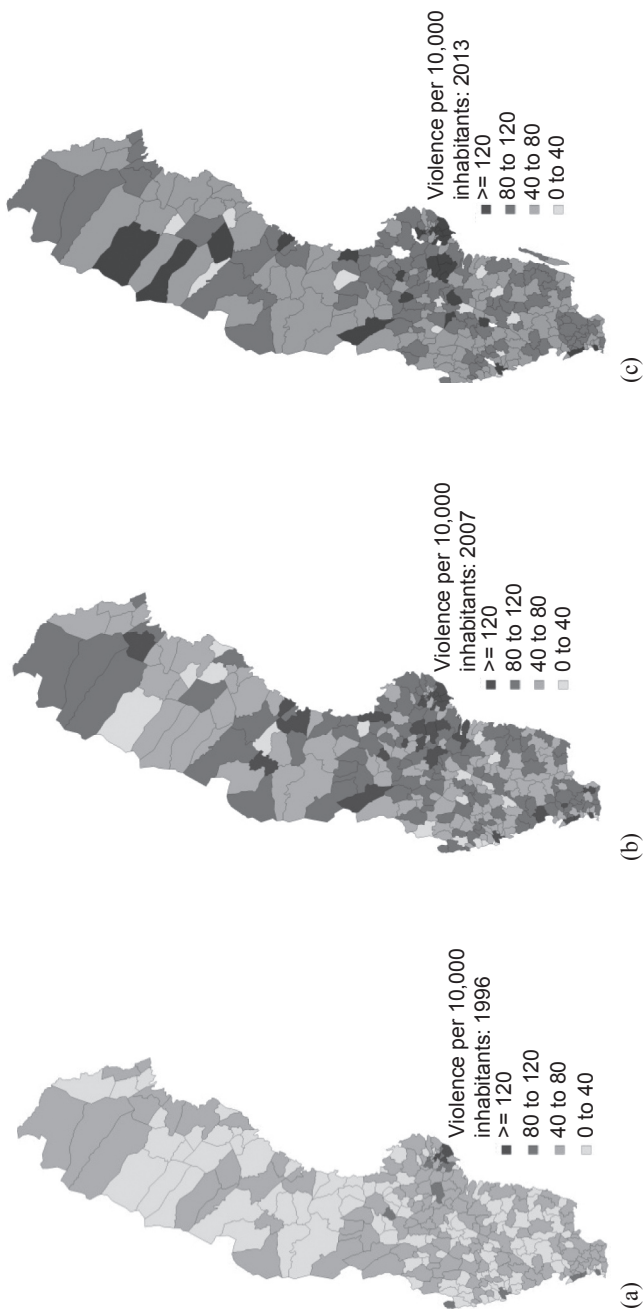 (a)
Violence per 10,000
inhabitants: 1996
>= 120
80 to 120
40 to 80
0 to 40
(b)
Violence per 10,000
inhabitants: 2007
>= 120
80 to 120
40 to 80
0 to 40
(c)
Violence per 10,000
inhabitants: 2013
>= 120
80 to 120
40 to 80
0 to 40